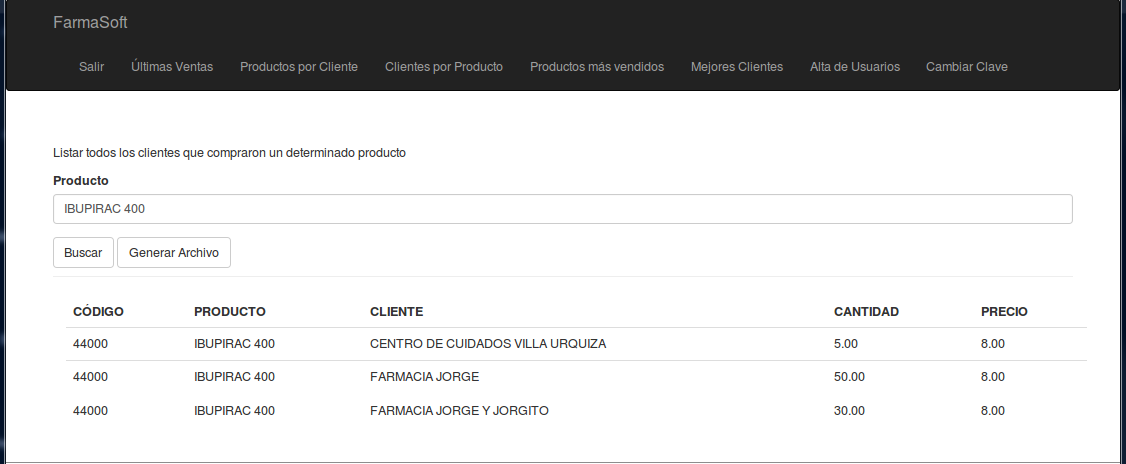 FarmaSoft
Salir Últimas Ventas Productos por Cliente Clientes por Producto Productos más vendidos Mejores Clientes Alta de Usuarios Cambiar Clave
Listar todos los clientes que compraron un determinado producto
Producto
IBUPIRAC 400
Buscar Generar Archivo
CÓDIGO PRODUCTO CLIENTE CANTIDAD PRECIO
44000 IBUPIRAC 400 CENTRO DE CUIDADOS VILLA URQUIZA 5.00 8.00
44000 IBUPIRAC 400 FARMACIA JORGE 50.00 8.00
44000 IBUPIRAC 400 FARMACIA JORGE Y JORGITO 30.00 8.00